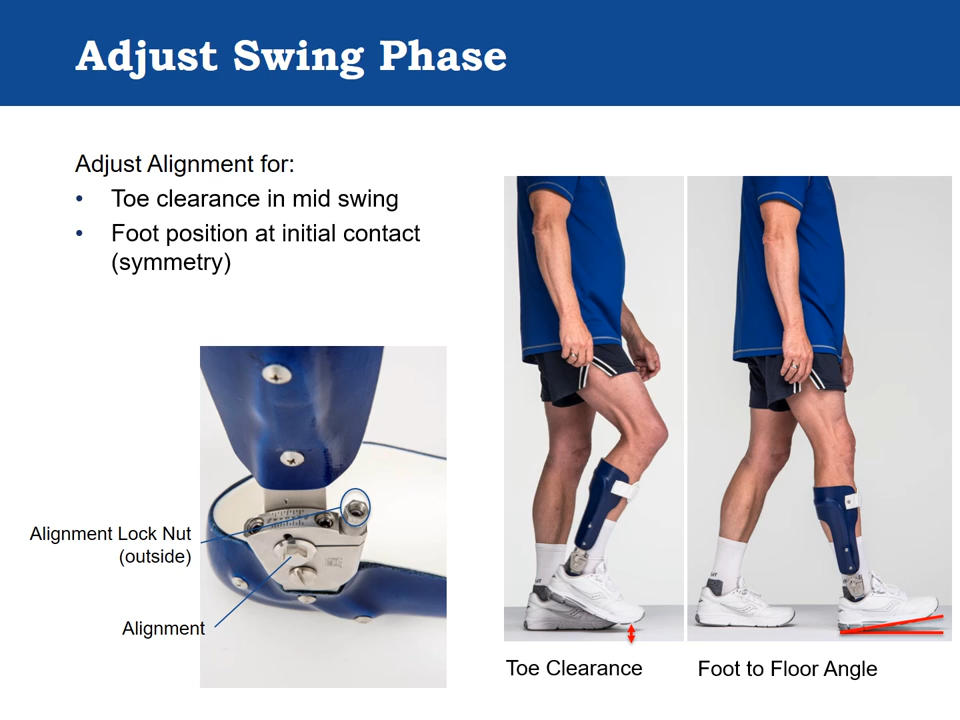 Adjust Swing Phase
Adjust Alignment for:
• Toe clearance in mid swing
• Foot position at initial contact
(symmetry)
Alignment Lock Nut
(outside)
Alignment
Toe Clearance
Foot to Floor Angle